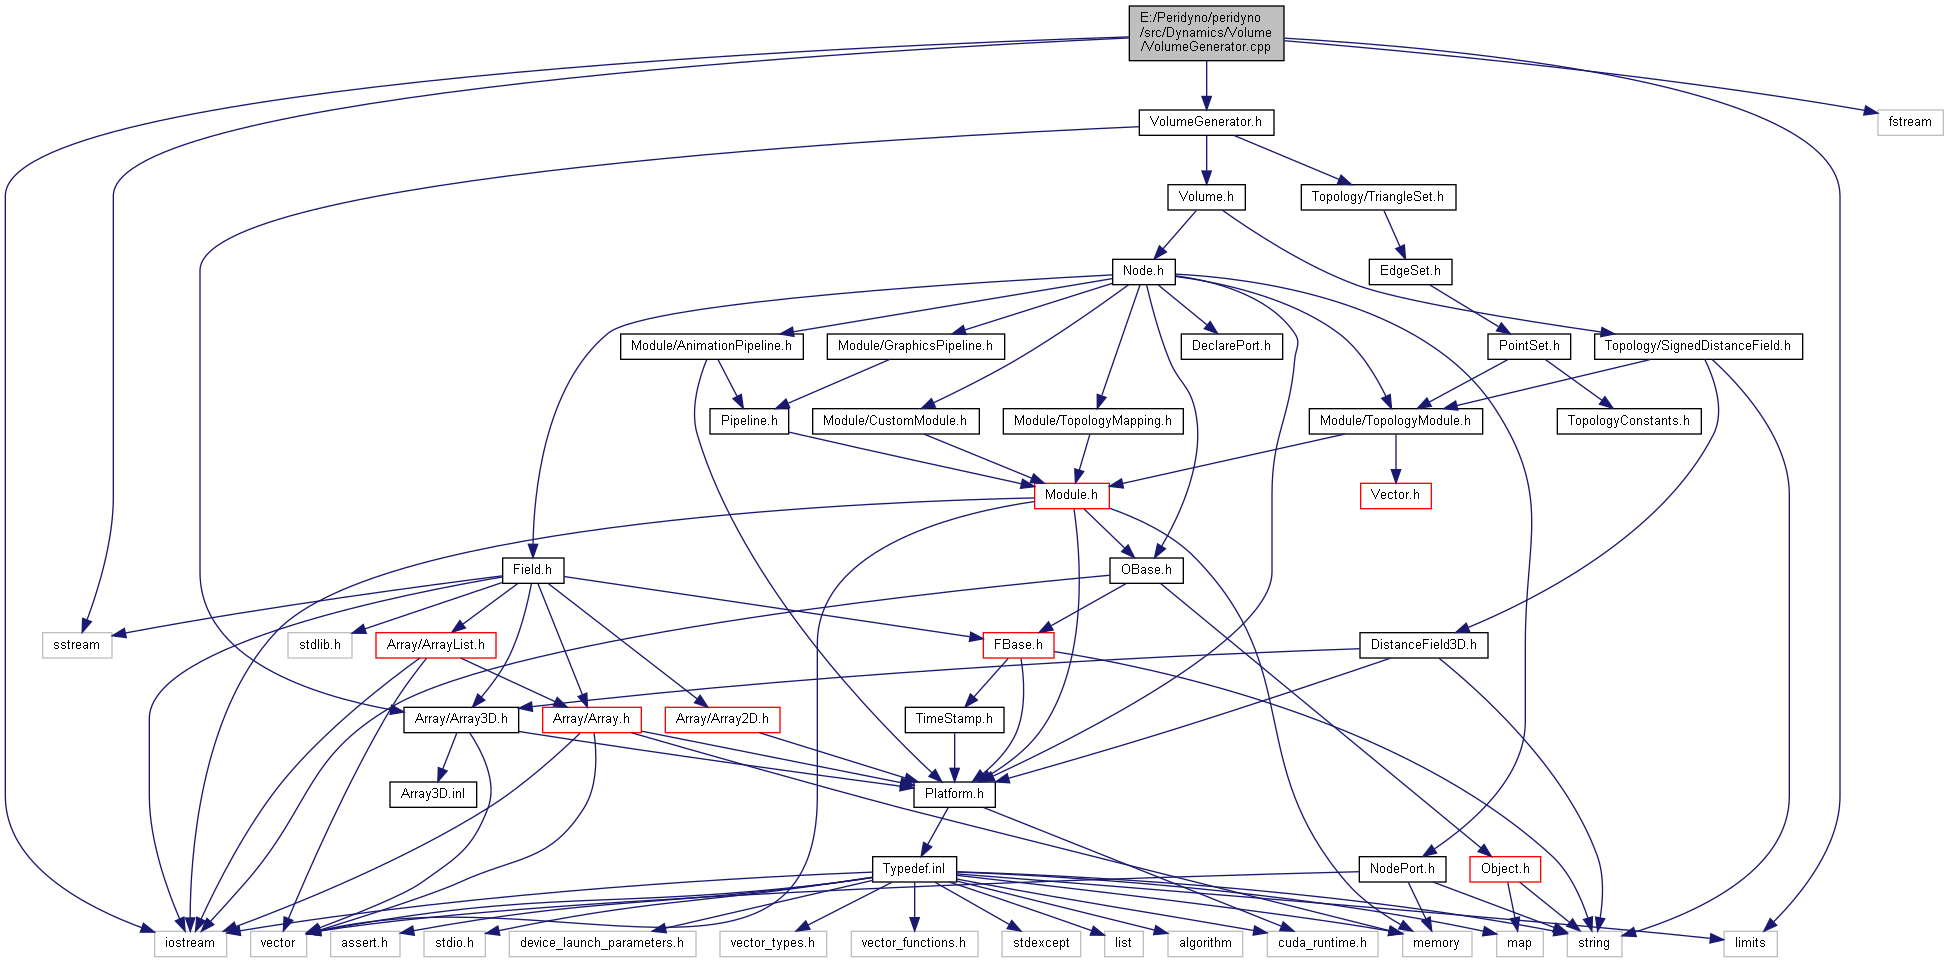 E:/Peridyno/peridyno
/src/Dynamics/Volume
/VolumeGenerator.cpp
VolumeGenerator.h
fstream
Volume.h
Topology/TriangleSet.h
Node.h
EdgeSet.h
Module/AnimationPipeline.h
Module/GraphicsPipeline.h
DeclarePort.h
PointSet.h
Topology/SignedDistanceField.h
Pipeline.h
Module/CustomModule.h
Module/TopologyMapping.h
Module/TopologyModule.h
TopologyConstants.h
Module.h
Vector.h
Field.h
OBase.h
sstream
stdlib.h
Array/ArrayList.h
FBase.h
DistanceField3D.h
Array/Array3D.h
Array/Array.h
Array/Array2D.h
TimeStamp.h
Array3D.inl
Platform.h
Typedef.inl
NodePort.h
Object.h
iostream
vector
assert.h
stdio.h
device_launch_parameters.h
vector_types.h
vector_functions.h
stdexcept
list
algorithm
cuda_runtime.h
memory
map
string
limits